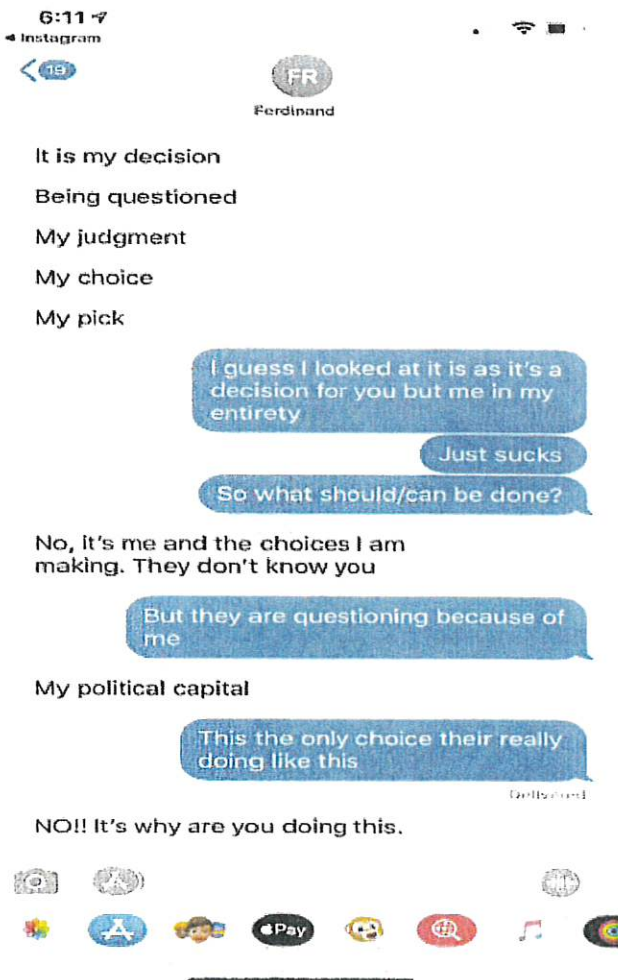 6:11
Instagram
19
FR
Ferdinand
It is my decision
Being questioned
My judgment
My choice
My pick
I guess I looked at it is as it's a
decision for you but me in my
entirety
Just sucks
So what should/can be done?
No, it's me and the choices I am
making. They don't know you
But they are questioning because of
me
My political capital
This the only choice their really
doing like this
Delivered
NO!! It's why are you doing this.
Pay